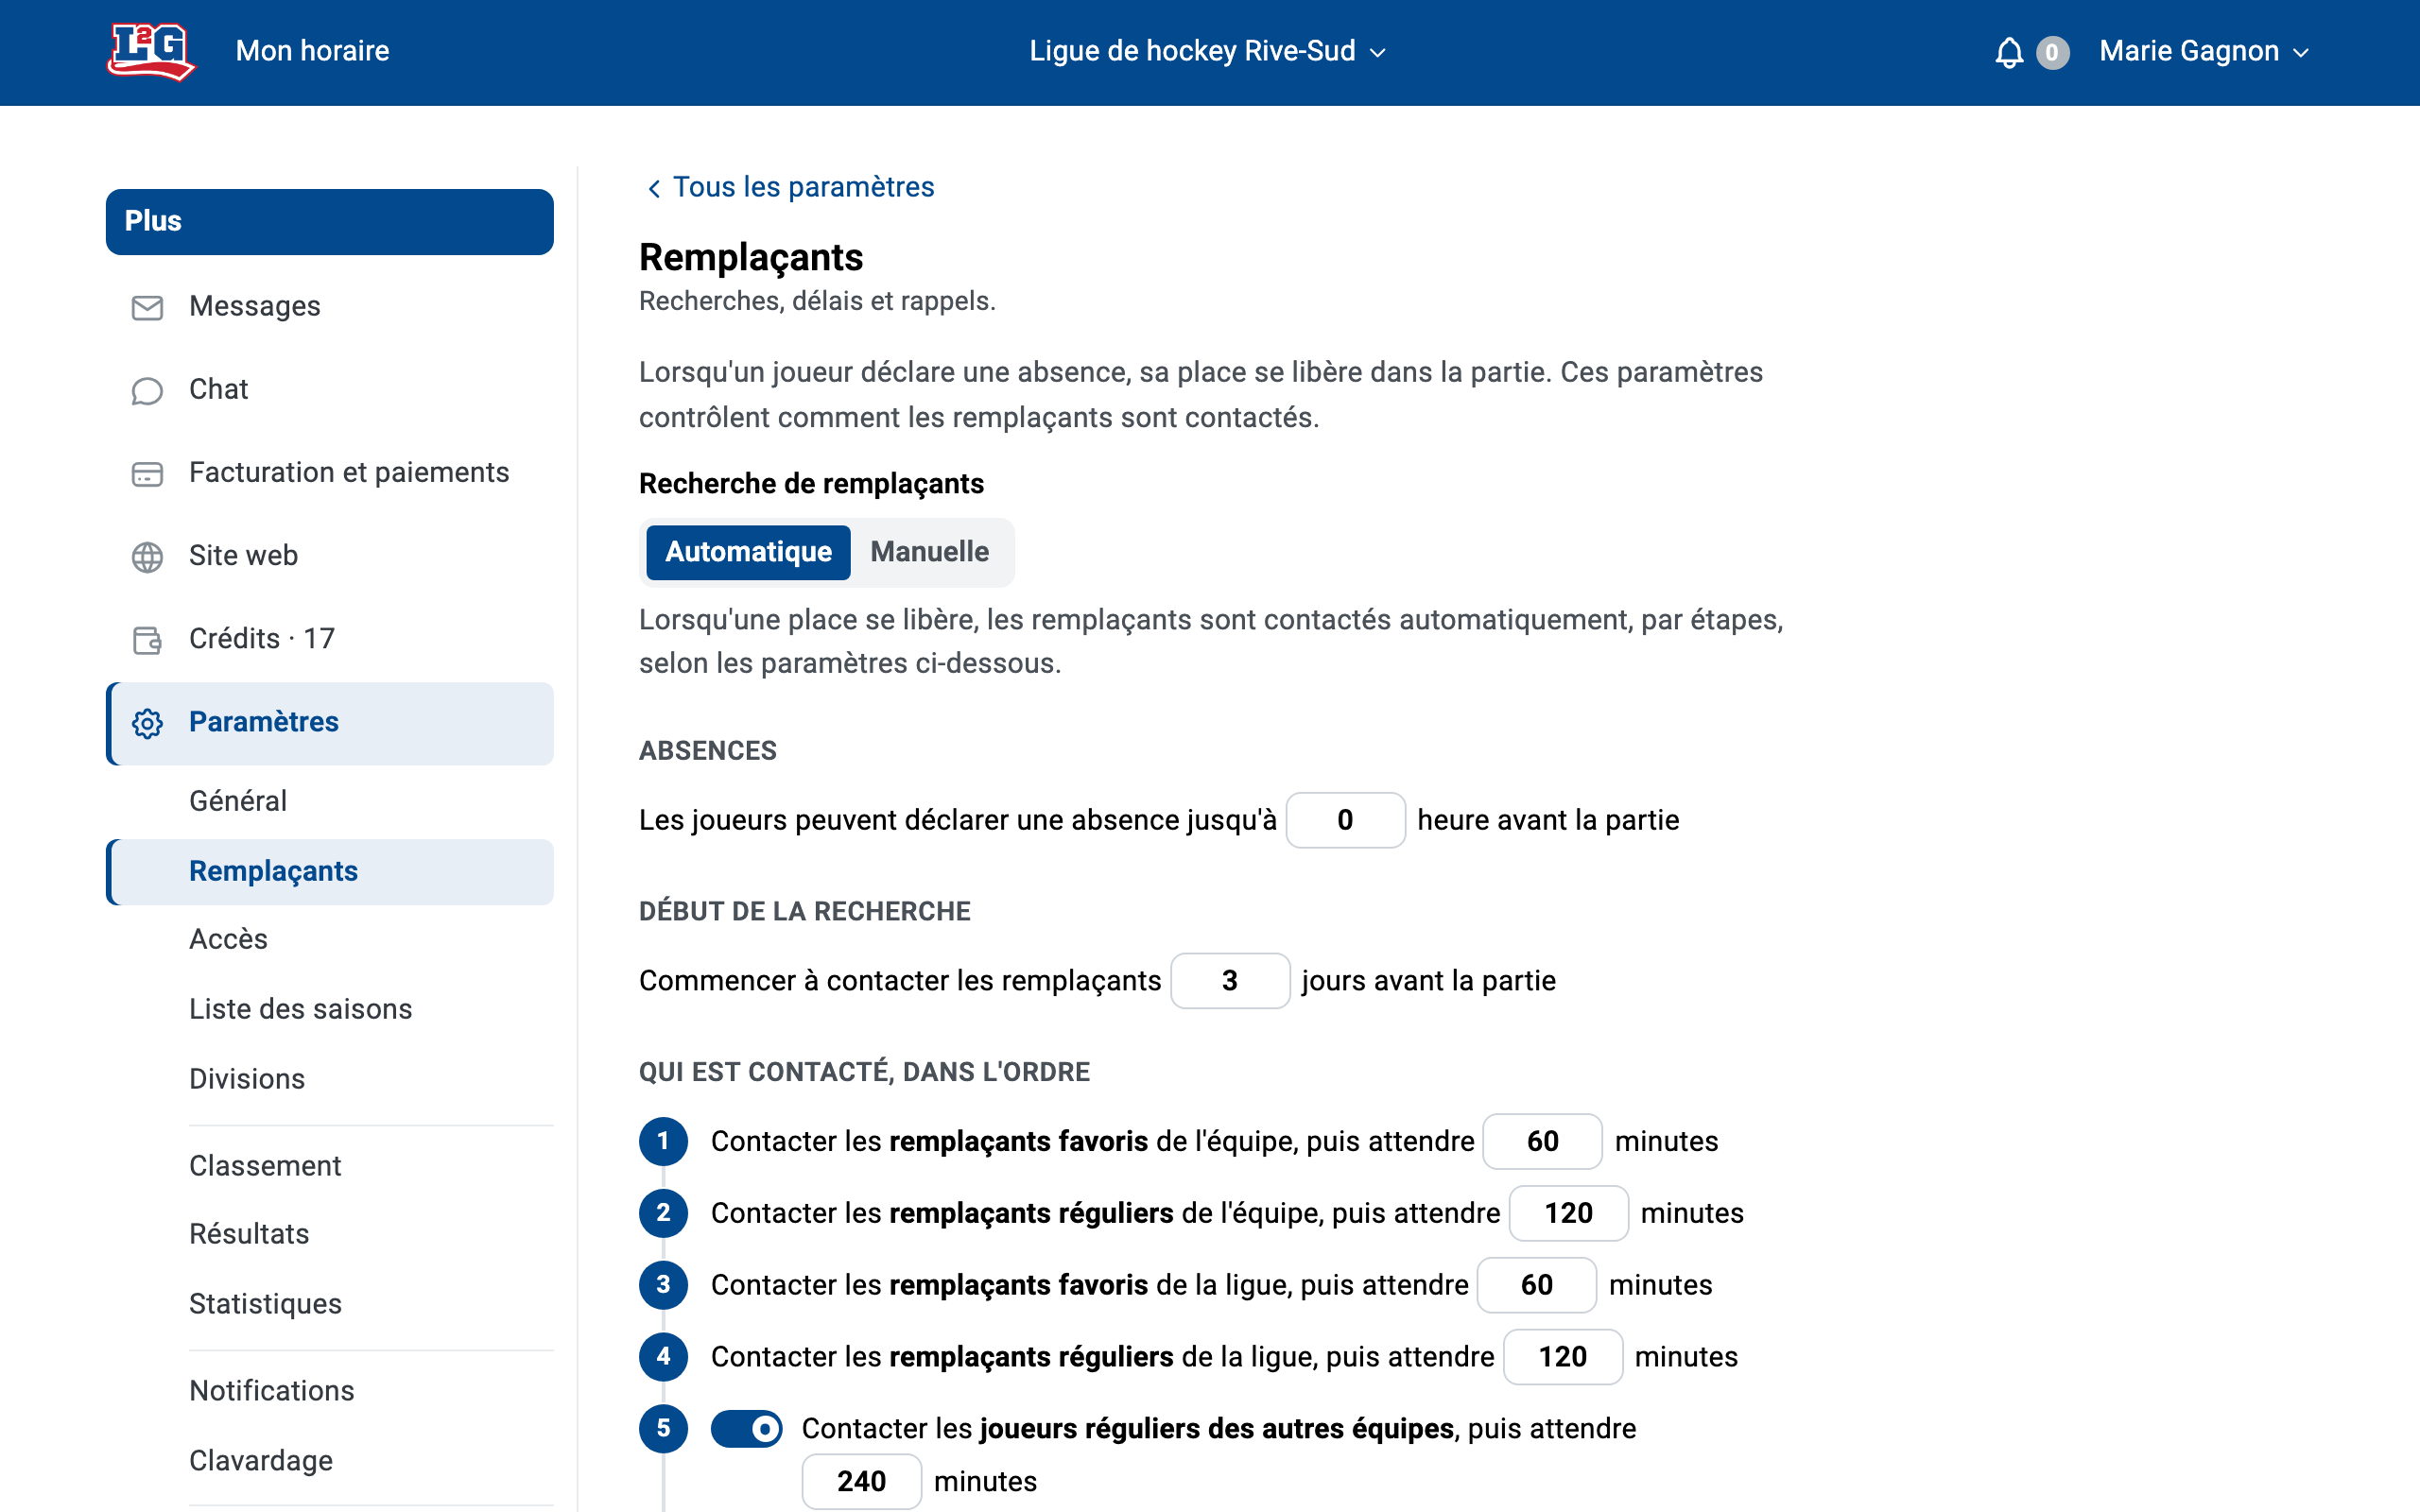 L2G
Mon horaire
Ligue de hockey Rive-Sud
0
Marie Gagnon
Plus
Messages
Chat
Facturation et paiements
Site web
Crédits · 17
Paramètres
Général
Remplaçants
Accès
Liste des saisons
Divisions
Classement
Résultats
Statistiques
Notifications
Clavardage
Tous les paramètres
Remplaçants
Recherches, délais et rappels.
Lorsqu'un joueur déclare une absence, sa place se libère dans la partie. Ces paramètres
contrôlent comment les remplaçants sont contactés.
Recherche de remplaçants
Automatique Manuelle
Lorsqu'une place se libère, les remplaçants sont contactés automatiquement, par étapes,
selon les paramètres ci-dessous.
ABSENCES
Les joueurs peuvent déclarer une absence jusqu'à 0 heure avant la partie
DÉBUT DE LA RECHERCHE
Commencer à contacter les remplaçants 3 jours avant la partie
QUI EST CONTACTÉ, DANS L'ORDRE
1 Contacter les remplaçants favoris de l'équipe, puis attendre 60 minutes
2 Contacter les remplaçants réguliers de l'équipe, puis attendre 120 minutes
3 Contacter les remplaçants favoris de la ligue, puis attendre 60 minutes
4 Contacter les remplaçants réguliers de la ligue, puis attendre 120 minutes
5 Contacter les joueurs réguliers des autres équipes, puis attendre
240 minutes